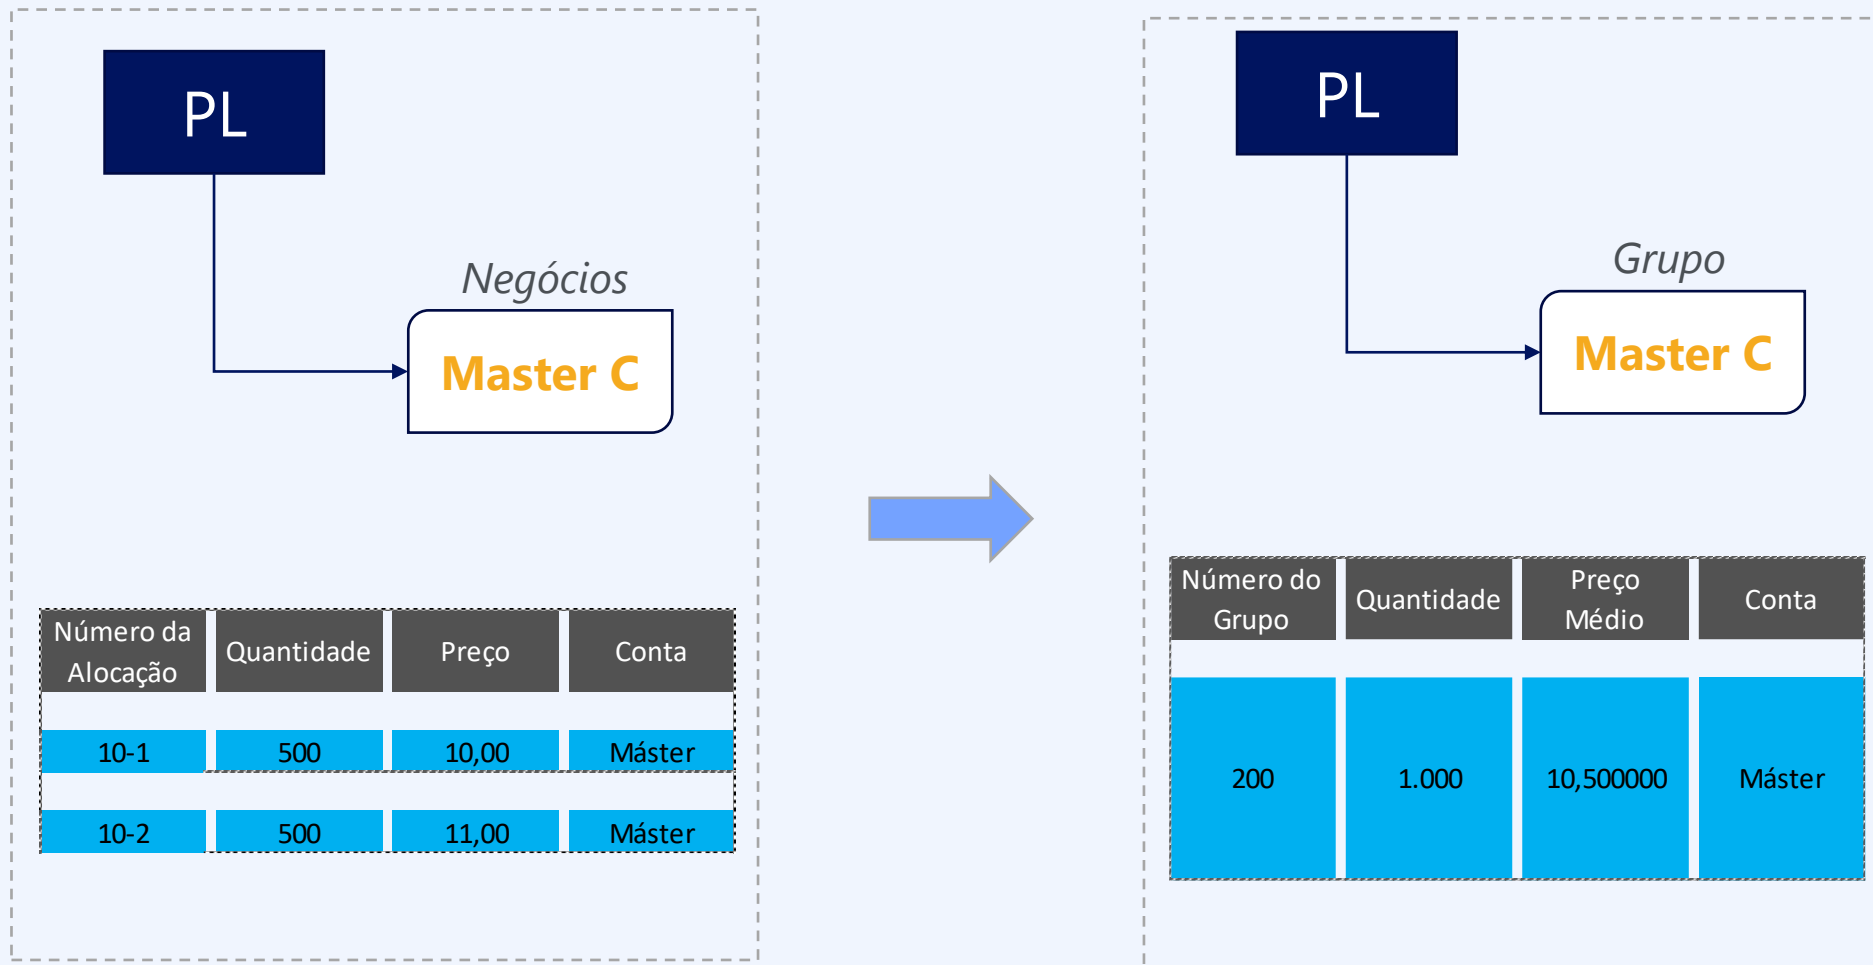 PL
Negócios
Master C
Número da
Alocação
Quantidade
Preço
Conta
10-1
500
10,00
Máster
10-2
500
11,00
Máster
PL
Grupo
Master C
Número do
Grupo
Quantidade
Preço
Médio
Conta
200
1.000
10,500000
Máster